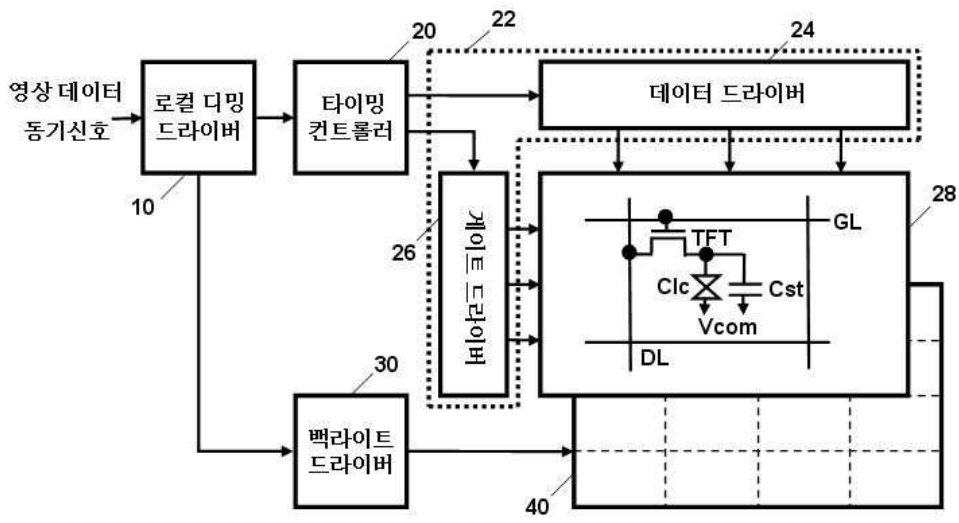 20
22
24
영상 데이터
동기신호
로컬 디밍
드라이버
타이밍
컨트롤러
데이터 드라이버
10
26
게이트 드라이버
28
GL
TFT
Clc
Cst
Vcom
DL
30
백라이트
드라이버
40